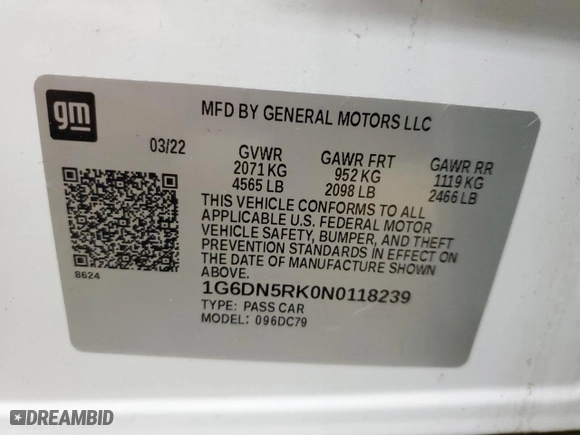 gm
MFD BY GENERAL MOTORS LLC
03/22 GVWR GAWR FRT GAWR RR
2071 KG 952 KG 1119 KG
4565 LB 2098 LB 2466 LB
THIS VEHICLE CONFORMS TO ALL
APPLICABLE U.S. FEDERAL MOTOR
VEHICLE SAFETY, BUMPER, AND THEFT
PREVENTION STANDARDS IN EFFECT ON
THE DATE OF MANUFACTURE SHOWN
ABOVE.
8624
1G6DN5RK0N0118239
TYPE: PASS CAR
MODEL: 096DC79
DREAMBID